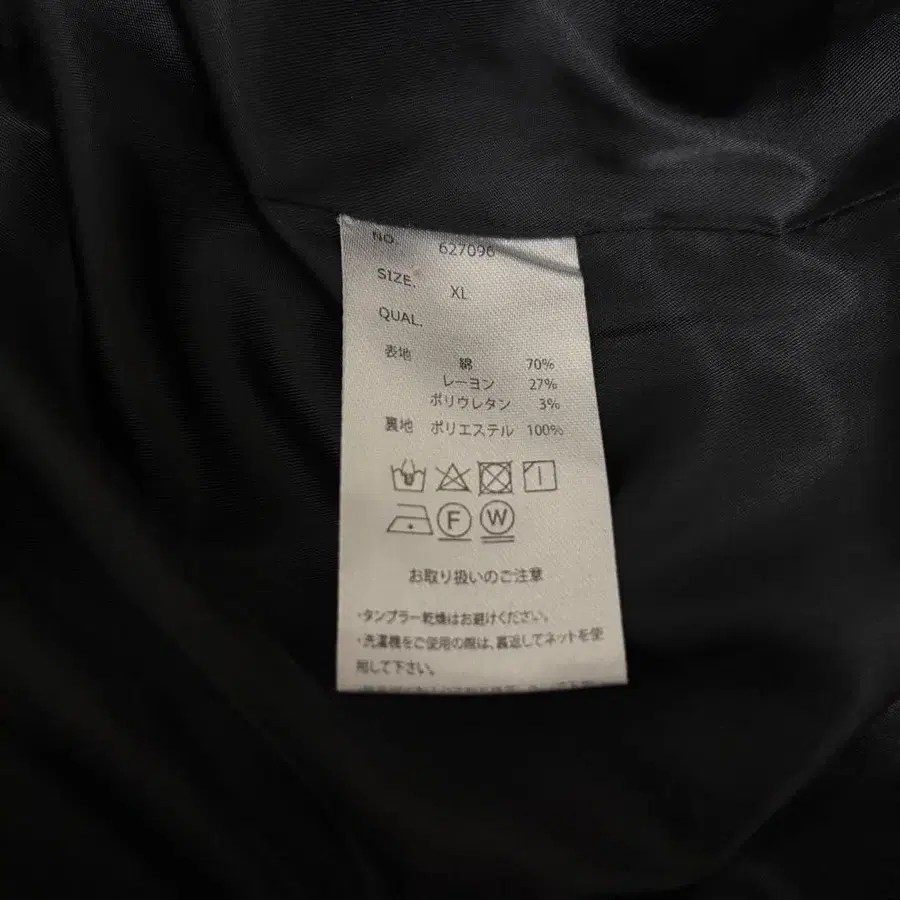 NO. 627096
SIZE. XL
QUAL.
表地 綿 70%
レーヨン 27%
ポリウレタン 3%
裏地 ポリエステル 100%
F W
お取り扱いのご注意
・タンブラー乾燥はお避けください。
・洗濯機をご使用の際は、裏返してネットを使
用して下さい。